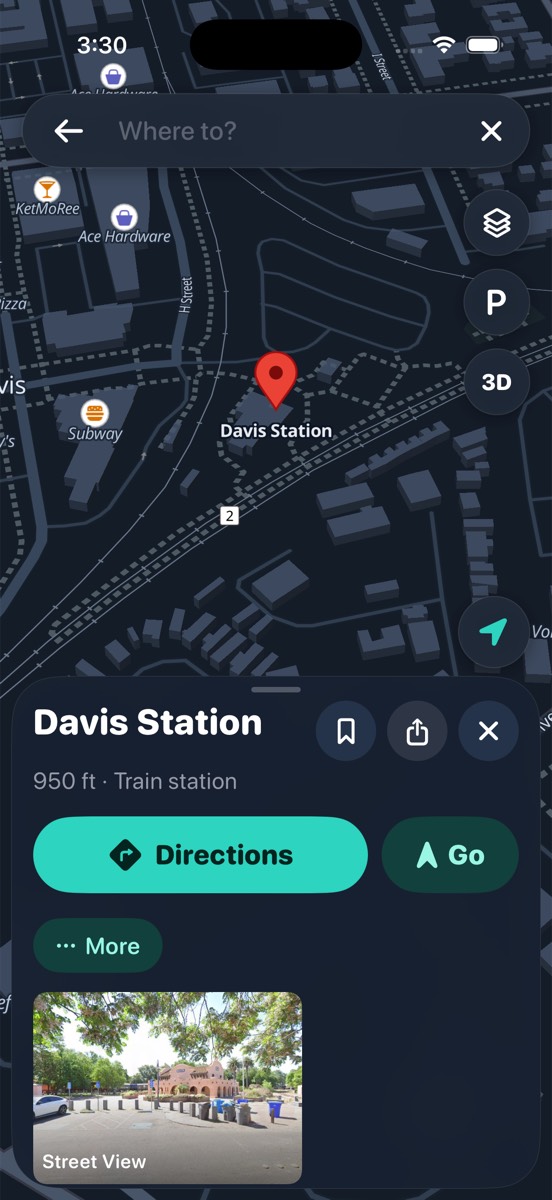 3:30
I Street
Ace Hardware
Where to?
KetMoRee
Ace Hardware
izza
H Street
P
vis
3D
Subway
y's
Davis Station
2
Vo
Davis Station
950 ft · Train station
Directions
Go
··· More
ef
Street View